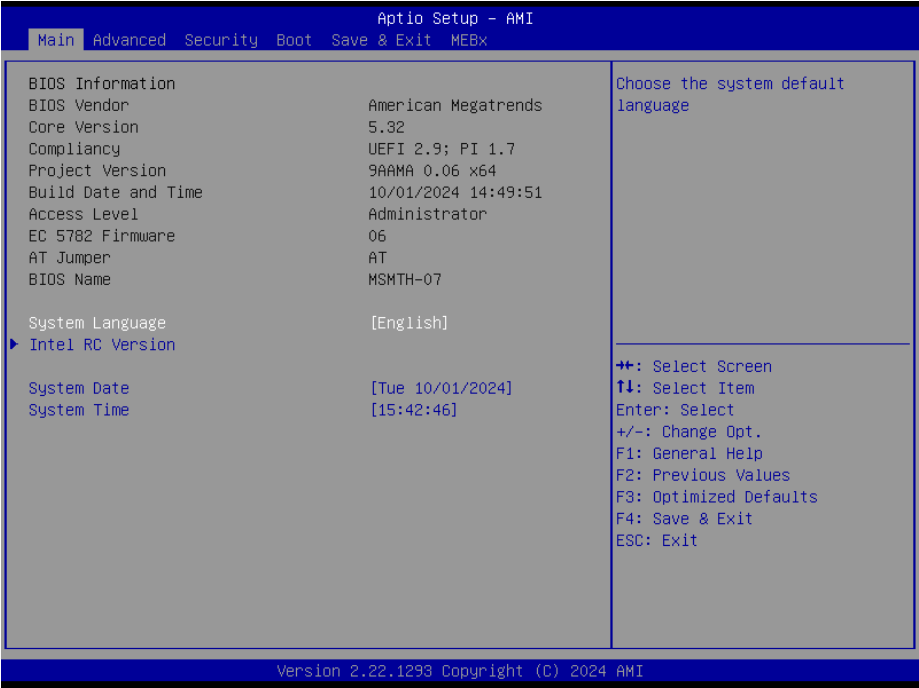 Aptio Setup – AMI
Main Advanced Security Boot Save & Exit MEBx
BIOS Information
BIOS Vendor American Megatrends
Core Version 5.32
Compliancy UEFI 2.9; PI 1.7
Project Version 9AAMA 0.06 x64
Build Date and Time 10/01/2024 14:49:51
Access Level Administrator
EC 5782 Firmware 06
AT Jumper AT
BIOS Name MSMTH-07
System Language [English]
Intel RC Version
System Date [Tue 10/01/2024]
System Time [15:42:46]
Choose the system default
language
→←: Select Screen
↑↓: Select Item
Enter: Select
+/-: Change Opt.
F1: General Help
F2: Previous Values
F3: Optimized Defaults
F4: Save & Exit
ESC: Exit
Version 2.22.1293 Copyright (C) 2024 AMI